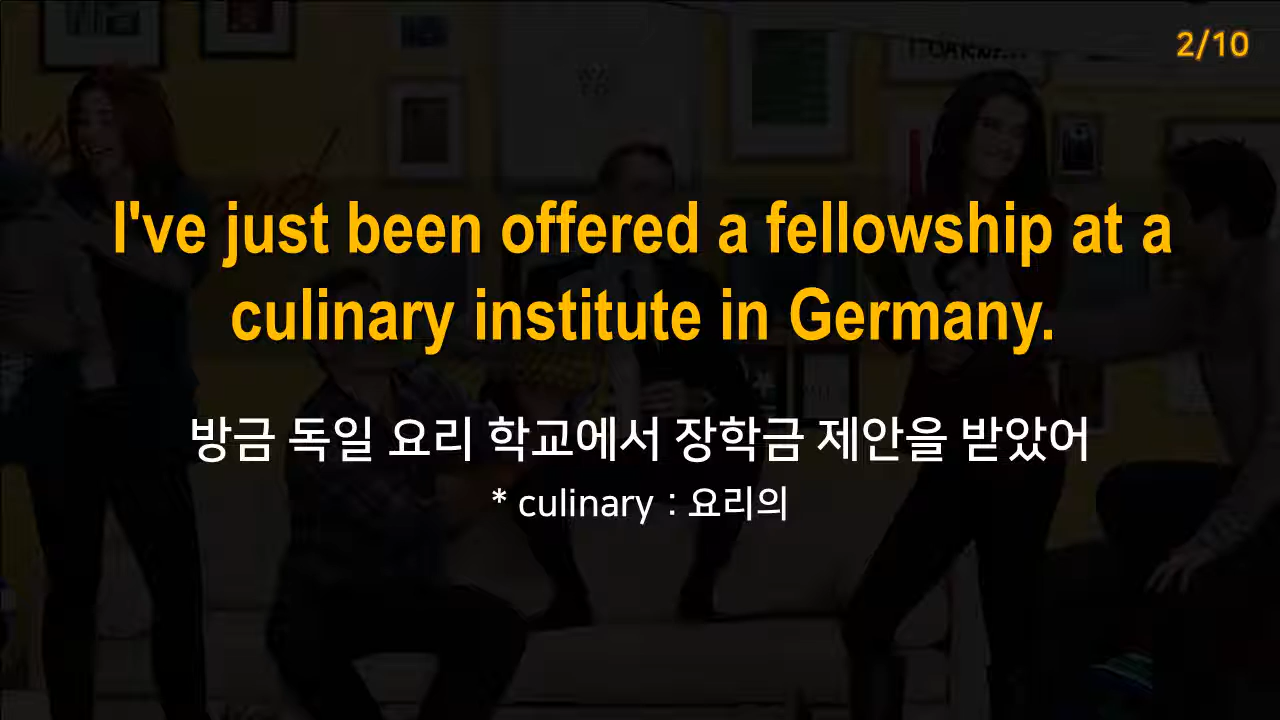 2/10
I've just been offered a fellowship at a
culinary institute in Germany.
방금 독일 요리 학교에서 장학금 제안을 받았어
* culinary : 요리의